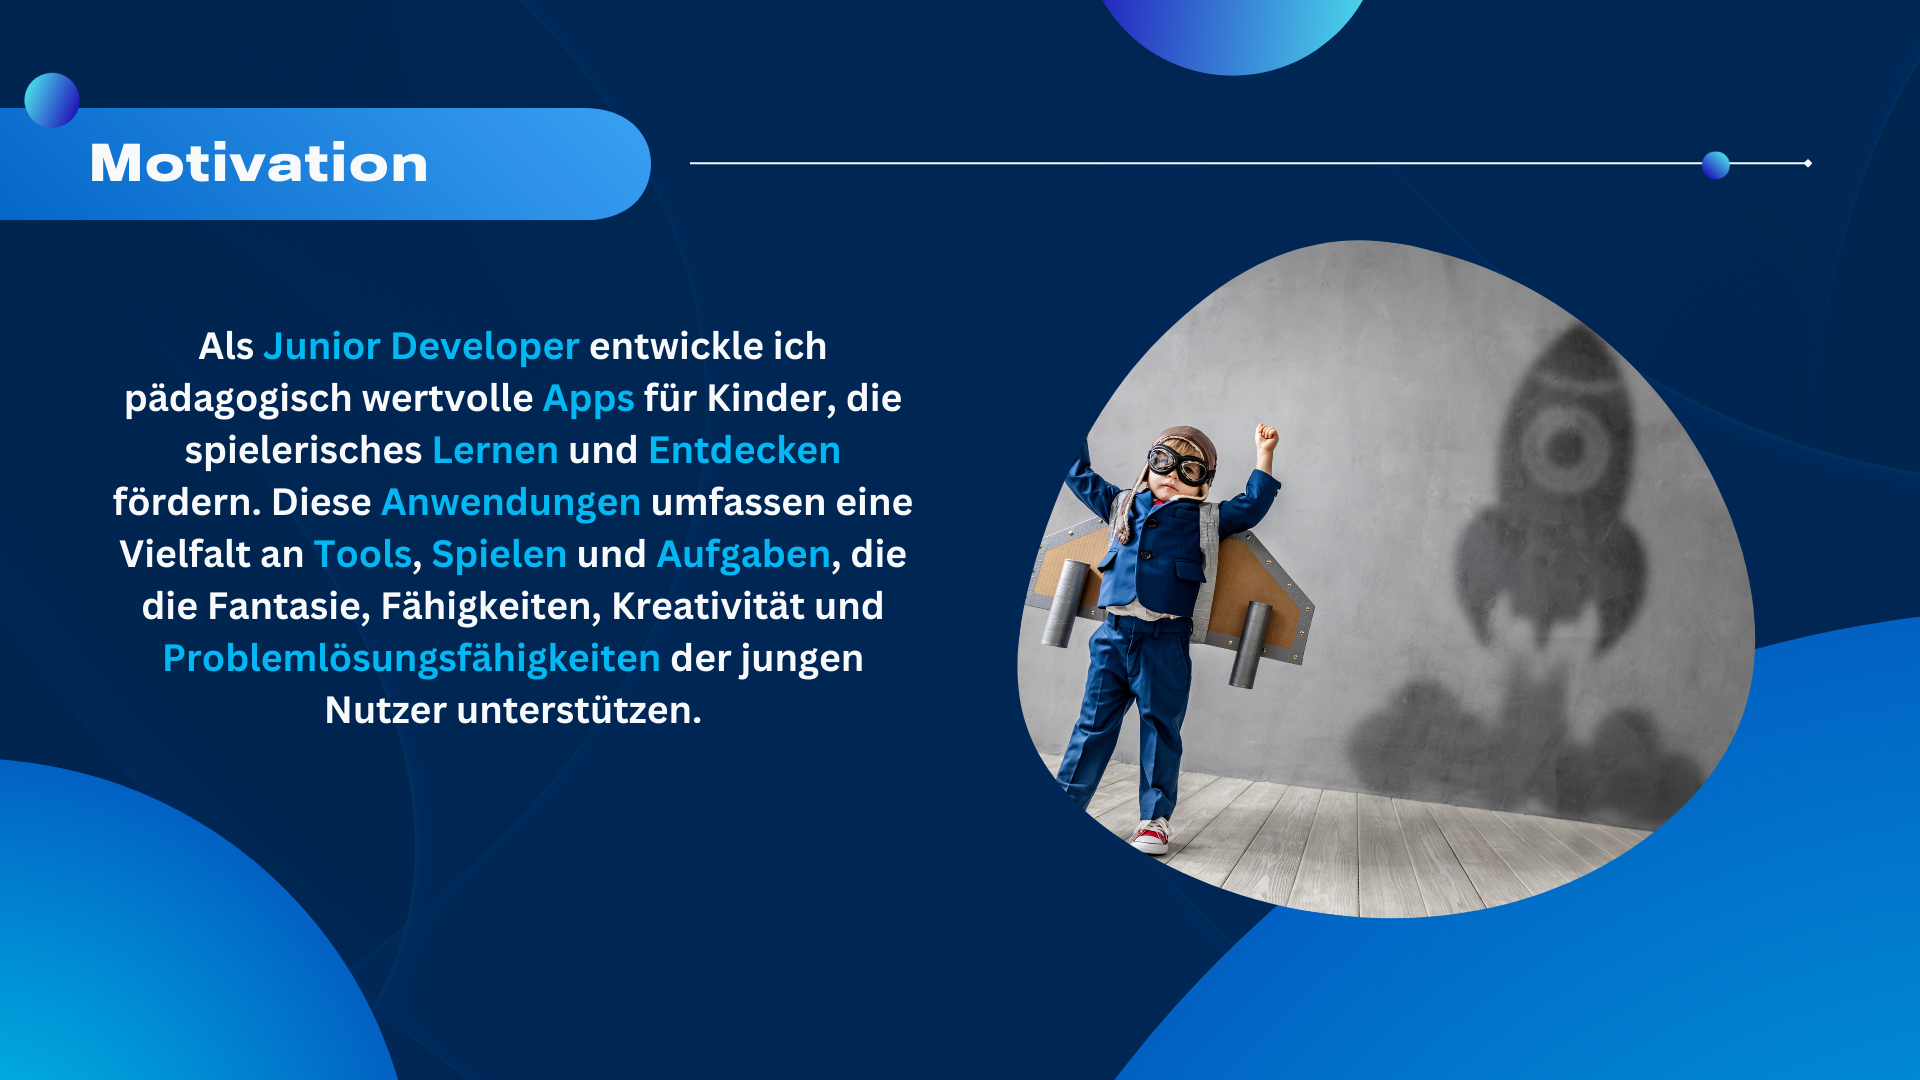 Motivation
Als Junior Developer entwickle ich
pädagogisch wertvolle Apps für Kinder, die
spielerisches Lernen und Entdecken
fördern. Diese Anwendungen umfassen eine
Vielfalt an Tools, Spielen und Aufgaben, die
die Fantasie, Fähigkeiten, Kreativität und
Problemlösungsfähigkeiten der jungen
Nutzer unterstützen.